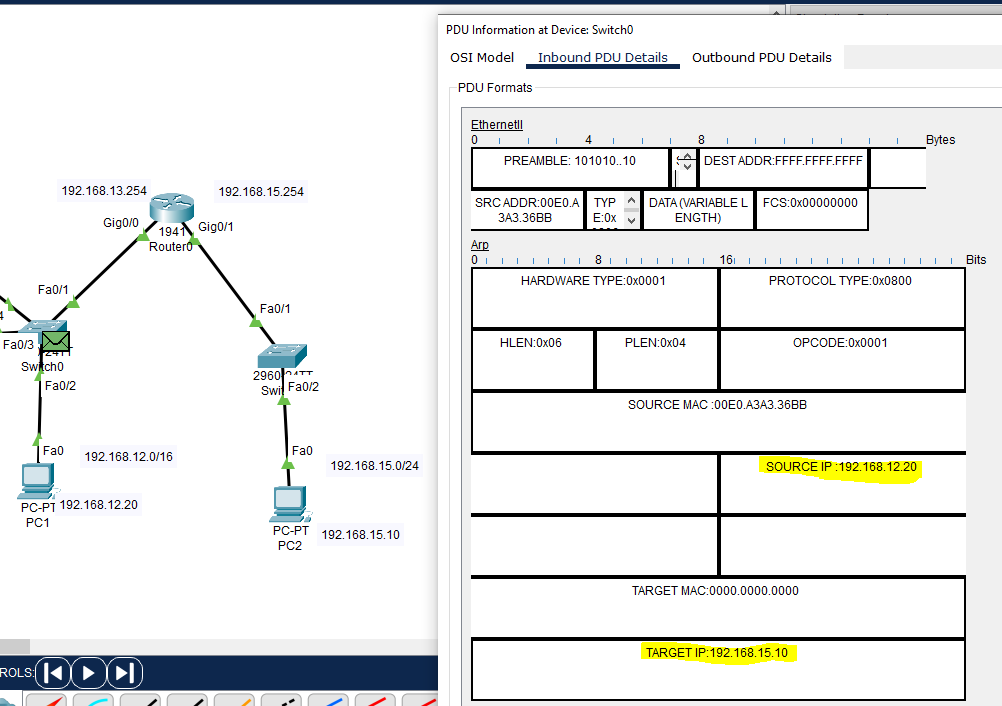 PDU Information at Device: Switch0
OSI Model
Inbound PDU Details
Outbound PDU Details
PDU Formats
EthernetII
0
4
8
Bytes
PREAMBLE: 101010..10
DEST ADDR:FFFF.FFFF.FFFF
SRC ADDR:00E0.A
3A3.36BB
TYP
E:0x
DATA (VARIABLE L
ENGTH)
FCS:0x00000000
Arp
0
8
16
Bits
HARDWARE TYPE:0x0001
PROTOCOL TYPE:0x0800
HLEN:0x06
PLEN:0x04
OPCODE:0x0001
SOURCE MAC :00E0.A3A3.36BB
SOURCE IP :192.168.12.20
TARGET MAC:0000.0000.0000
TARGET IP:192.168.15.10
192.168.13.254
192.168.15.254
Gig0/0
Gig0/1
1941
Router0
Fa0/1
Fa0/1
4
Fa0/3
Switch0
Fa0/2
2960
Fa0/2
Fa0
192.168.12.0/16
Fa0
192.168.15.0/24
PC-PT
PC1
192.168.12.20
PC-PT
PC2
192.168.15.10
ROLS: